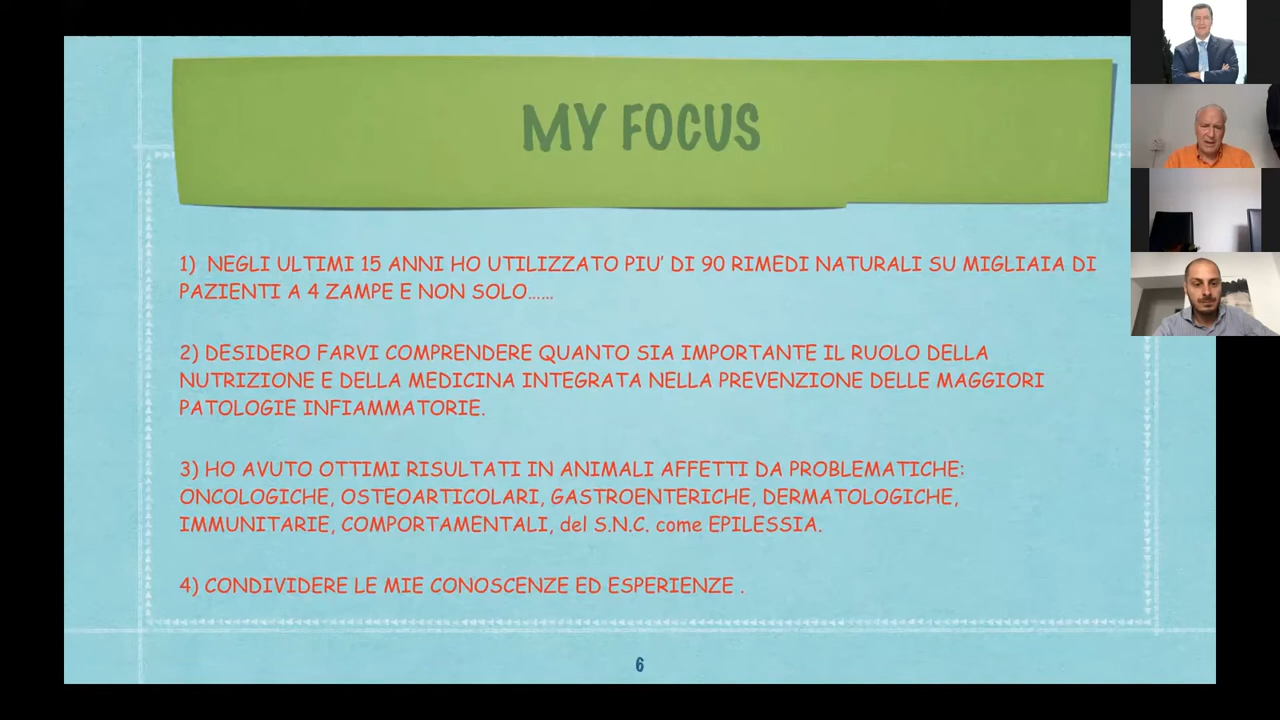 MY FOCUS
1) NEGLI ULTIMI 15 ANNI HO UTILIZZATO PIU' DI 90 RIMEDI NATURALI SU MIGLIAIA DI
PAZIENTI A 4 ZAMPE E NON SOLO......
2) DESIDERO FARVI COMPRENDERE QUANTO SIA IMPORTANTE IL RUOLO DELLA
NUTRIZIONE E DELLA MEDICINA INTEGRATA NELLA PREVENZIONE DELLE MAGGIORI
PATOLOGIE INFIAMMATORIE.
3) HO AVUTO OTTIMI RISULTATI IN ANIMALI AFFETTI DA PROBLEMATICHE:
ONCOLOGICHE, OSTEOARTICOLARI, GASTROENTERICHE, DERMATOLOGICHE,
IMMUNITARIE, COMPORTAMENTALI, del S.N.C. come EPILESSIA.
4) CONDIVIDERE LE MIE CONOSCENZE ED ESPERIENZE .
6